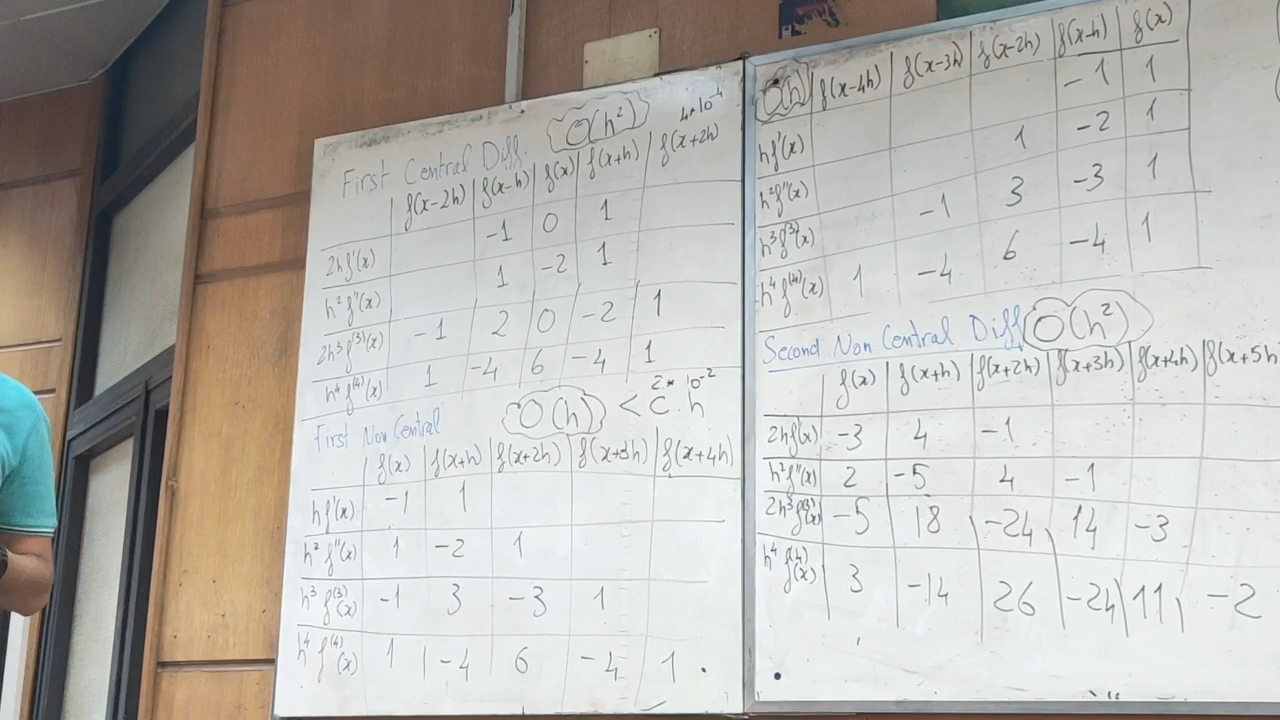 First Central Diff. O(h²) 4*10⁻⁴
f(x-2h) f(x-h) f(x) f(x+h) f(x+2h)
2hf'(x) -1 0 1
h²f''(x) 1 -2 1
2h³f⁽³⁾(x) -1 2 0 -2 1
h⁴f⁽⁴⁾(x) 1 -4 6 -4 1
First Non Central O(h) < c.h 2*10⁻²
f(x) f(x+h) f(x+2h) f(x+3h) f(x+4h)
hf'(x) -1 1
h²f''(x) 1 -2 1
h³f⁽³⁾(x) -1 3 -3 1
h⁴f⁽⁴⁾(x) 1 -4 6 -4 1.
O(h) f(x-4h) f(x-3h) f(x-2h) f(x-h) f(x)
hf'(x) -1 1
h²f''(x) 1 -2 1
h³f⁽³⁾(x) -1 3 -3 1
h⁴f⁽⁴⁾(x) 1 -4 6 -4 1
Second Non Central Diff O(h²)
f(x) f(x+h) f(x+2h) f(x+3h) f(x+4h) f(x+5h
2hf'(x) -3 4 -1
h²f''(x) 2 -5 4 -1
2h³f⁽³⁾(x) -5 18 -24 14 -3
h⁴f⁽⁴⁾(x) 3 -14 26 -24 11 -2